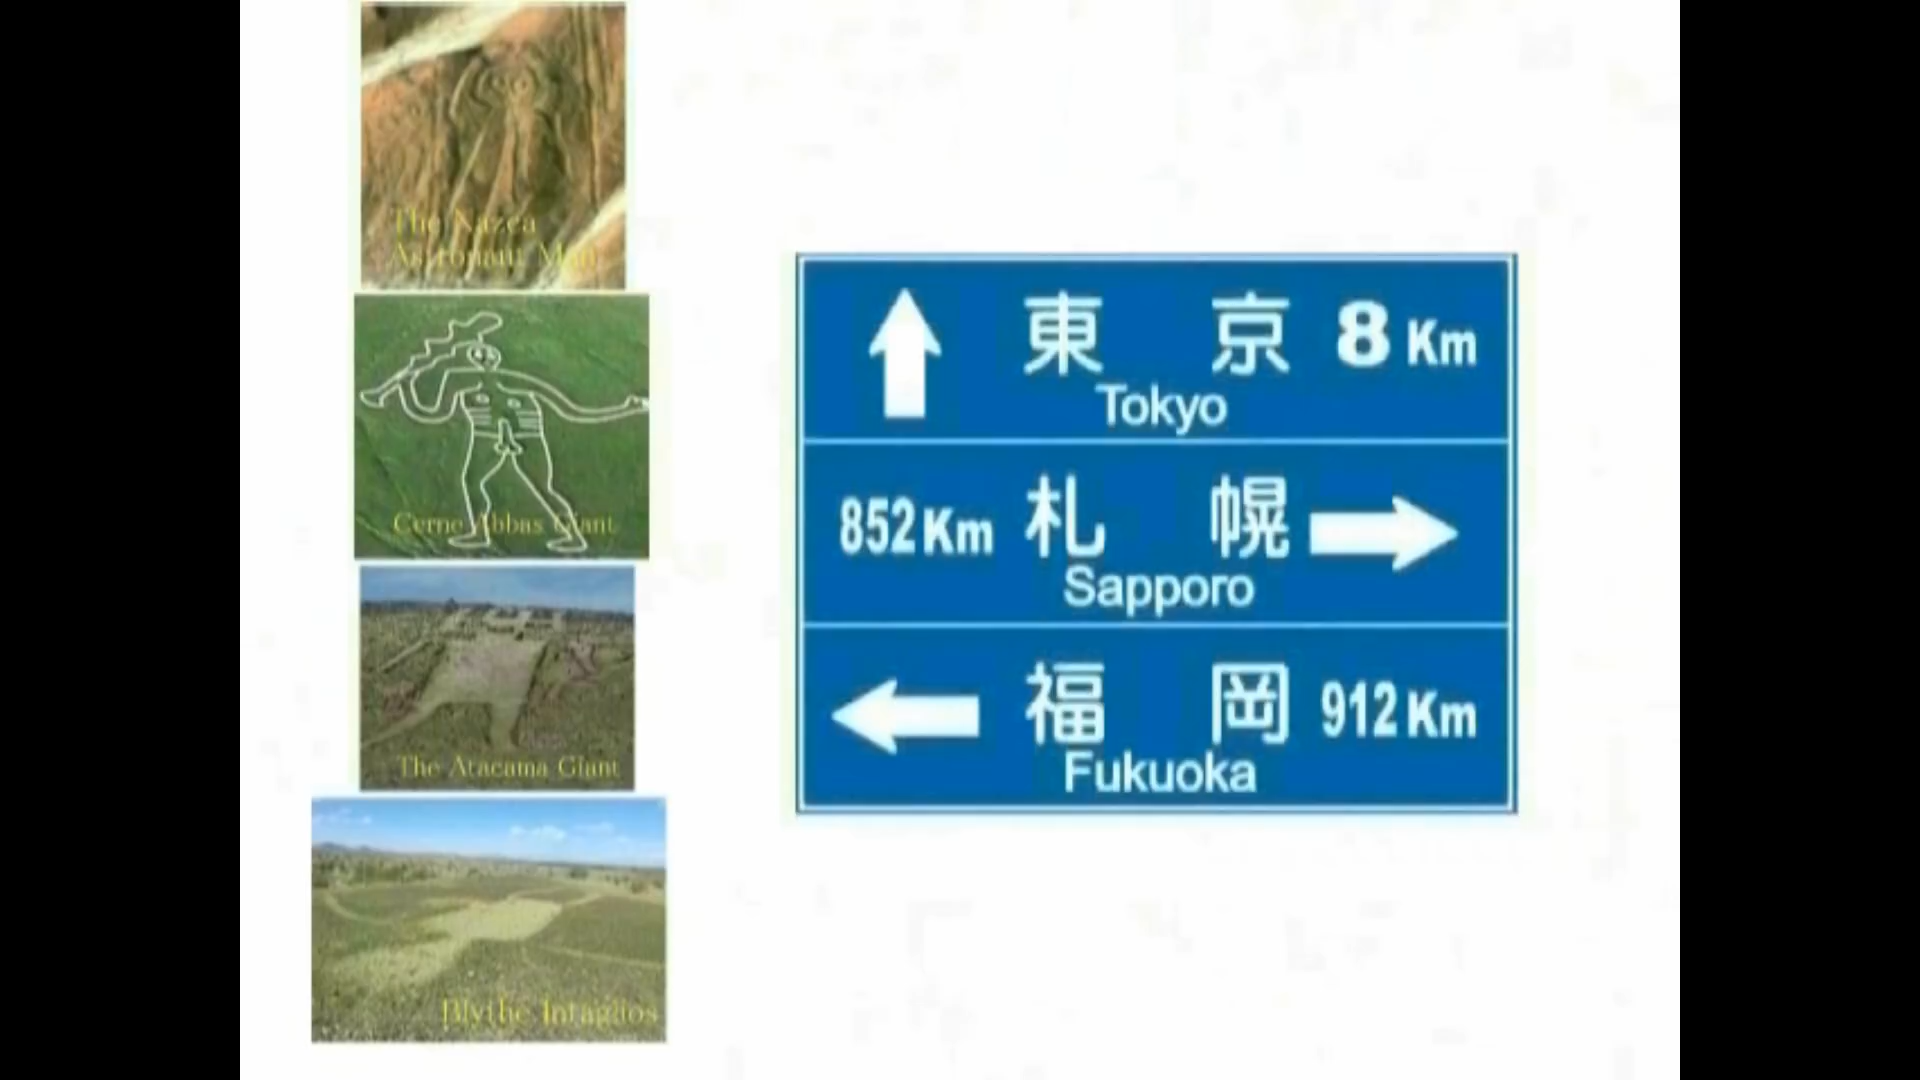 The Nazca
Astronaut Man
Cerne Abbas Giant
The Atacama Giant
Blythe Intaglios
東京 8 Km
Tokyo
852 Km 札幌
Sapporo
福岡 912 Km
Fukuoka